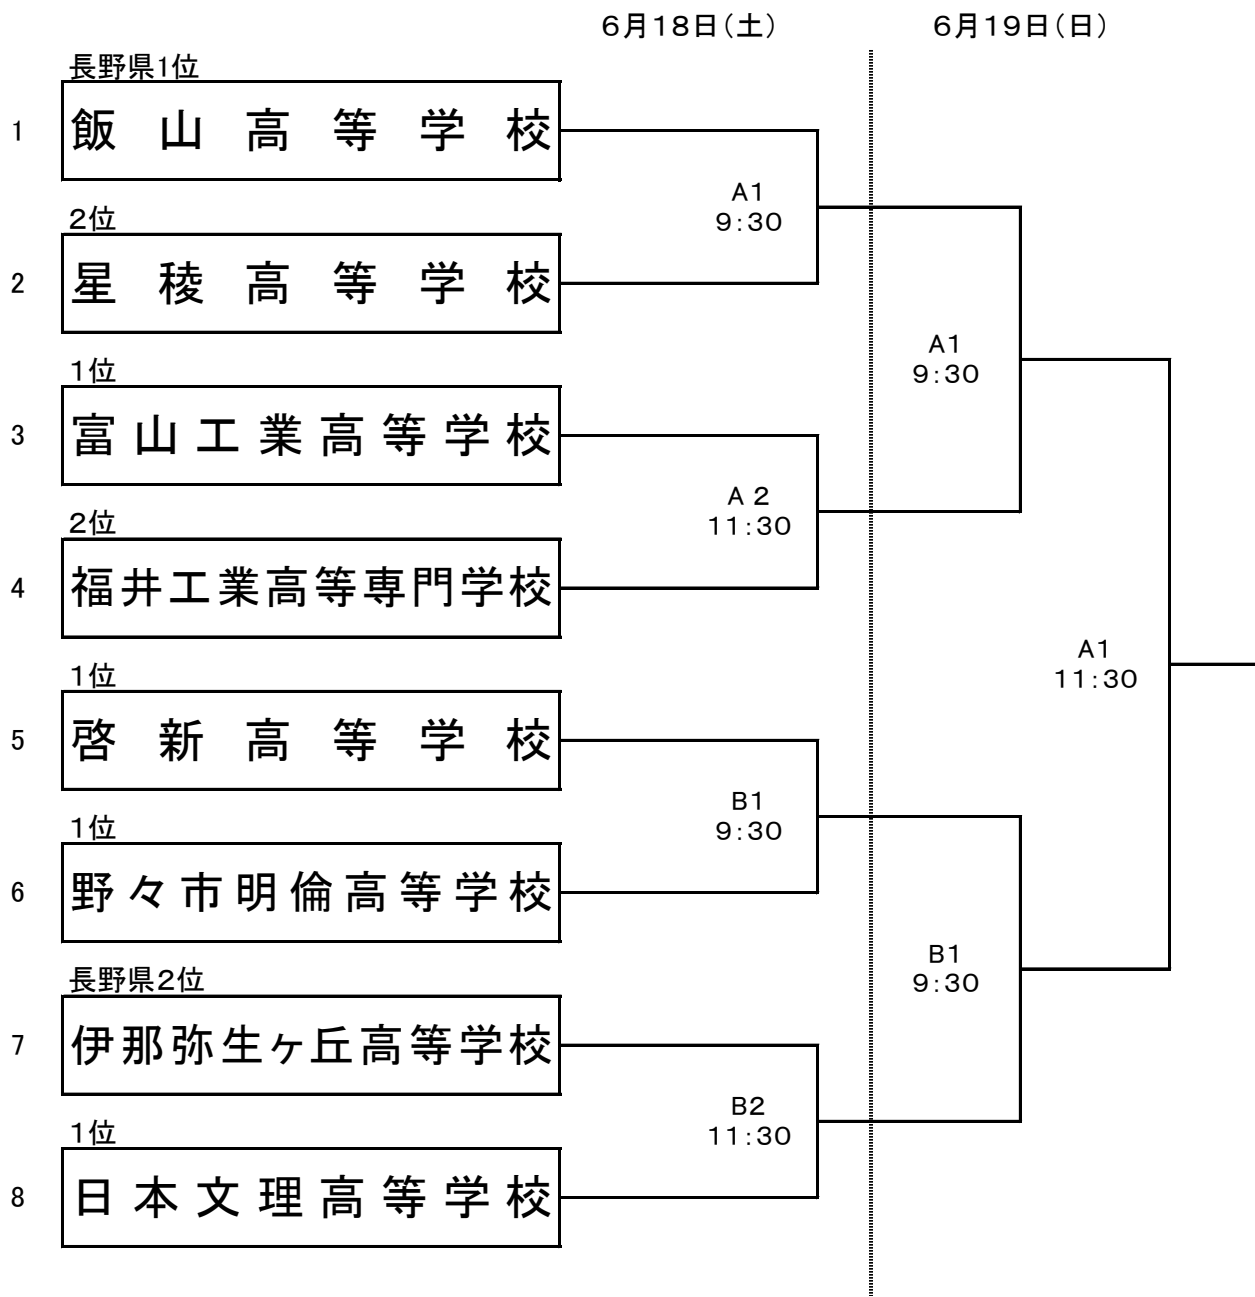 6月18日(土)
6月19日(日)
長野県1位
1
飯山高等学校
A1
9:30
2位
2
星稜高等学校
1位
3
富山工業高等学校
A1
9:30
A 2
11:30
2位
4
福井工業高等専門学校
A1
11:30
1位
5
啓新高等学校
B1
9:30
1位
6
野々市明倫高等学校
B1
9:30
長野県2位
7
伊那弥生ヶ丘高等学校
B2
11:30
1位
8
日本文理高等学校